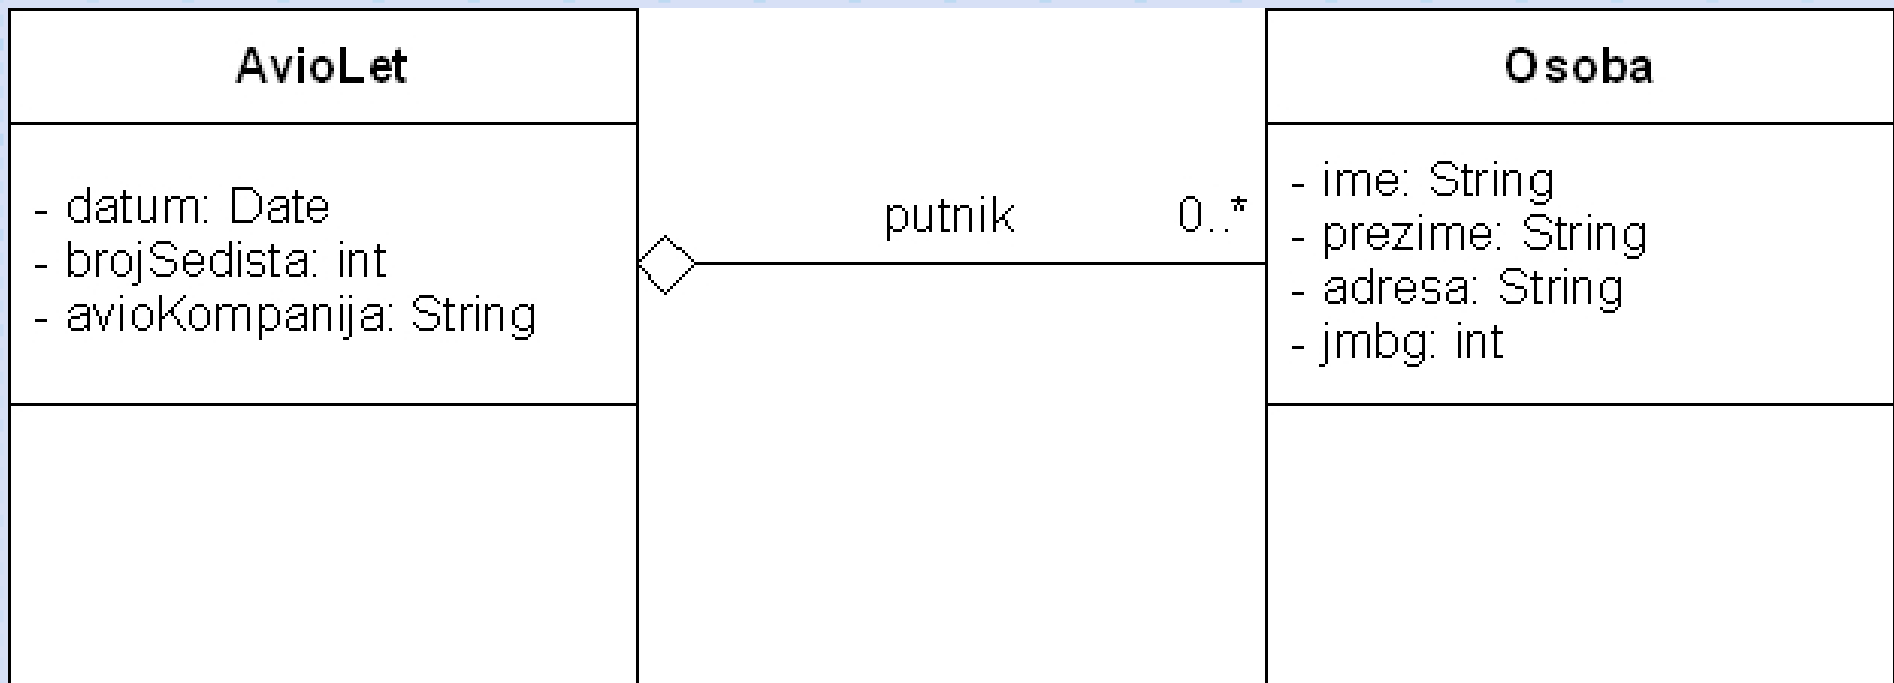 AvioLet
- datum: Date
- brojSedista: int
- avioKompanija: String
putnik 0..*
Osoba
- ime: String
- prezime: String
- adresa: String
- jmbg: int